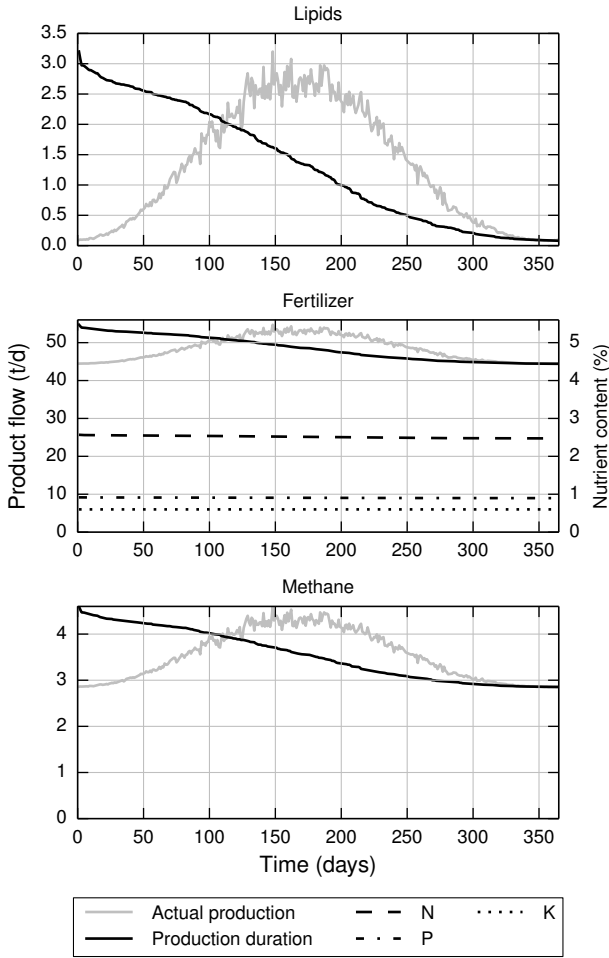 Lipids
3.5
3.0
2.5
2.0
1.5
1.0
0.5
0.0
0 50 100 150 200 250 300 350
Fertilizer
50 5
40 4
30 3
20 2
10 1
0 0
0 50 100 150 200 250 300 350
Product flow (t/d)
Nutrient content (%)
Methane
4
3
2
1
0
0 50 100 150 200 250 300 350
Time (days)
Actual production N K
Production duration P